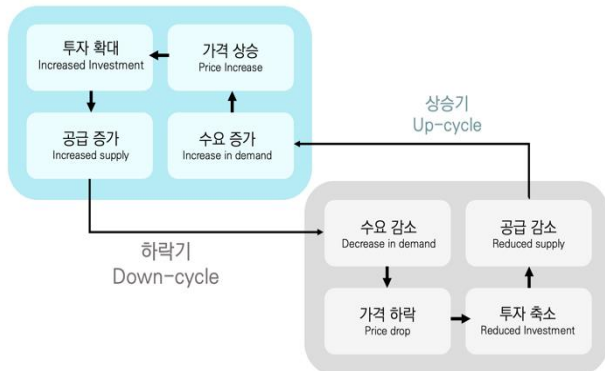 투자 확대
Increased Investment
가격 상승
Price Increase
공급 증가
Increased supply
수요 증가
Increase in demand
상승기
Up-cycle
하락기
Down-cycle
수요 감소
Decrease in demand
공급 감소
Reduced supply
가격 하락
Price drop
투자 축소
Reduced Investment